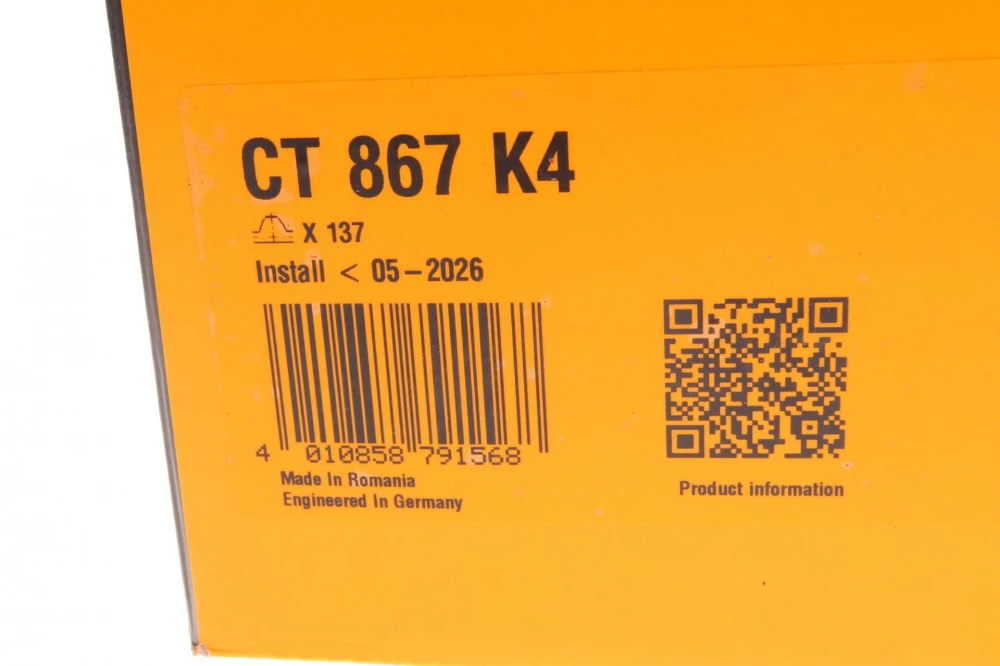 CT 867 K4
X 137
Install < 05-2026
4 010858 791568
Made In Romania
Engineered In Germany
Product information